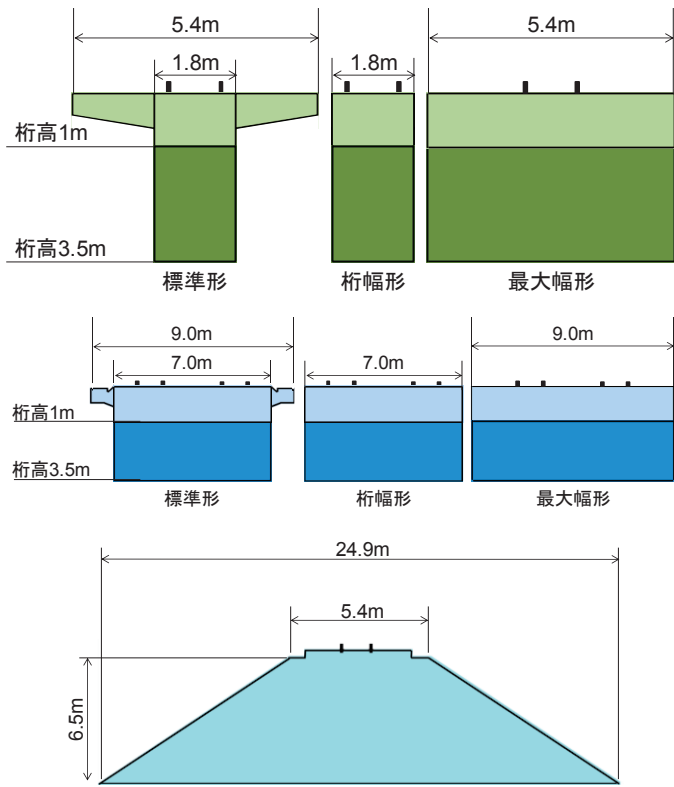 5.4m
5.4m
1.8m
1.8m
桁高1m
桁高3.5m
標準形
桁幅形
最大幅形
9.0m
9.0m
7.0m
7.0m
桁高1m
桁高3.5m
標準形
桁幅形
最大幅形
24.9m
5.4m
6.5m